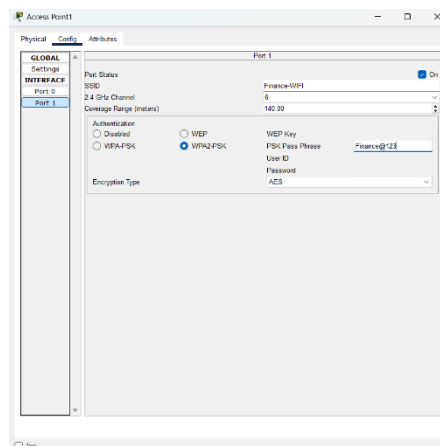 Access Point1
Physical Config Attributes
GLOBAL
Settings
INTERFACE
Port 0
Port 1
Port 1
Port Status On
SSID Finance-WIFI
2.4 GHz Channel 6
Coverage Range (meters) 140.00
Authentication
Disabled WEP WEP Key
WPA-PSK WPA2-PSK PSK Pass Phrase Finance@123
User ID
Password
Encryption Type AES
Top